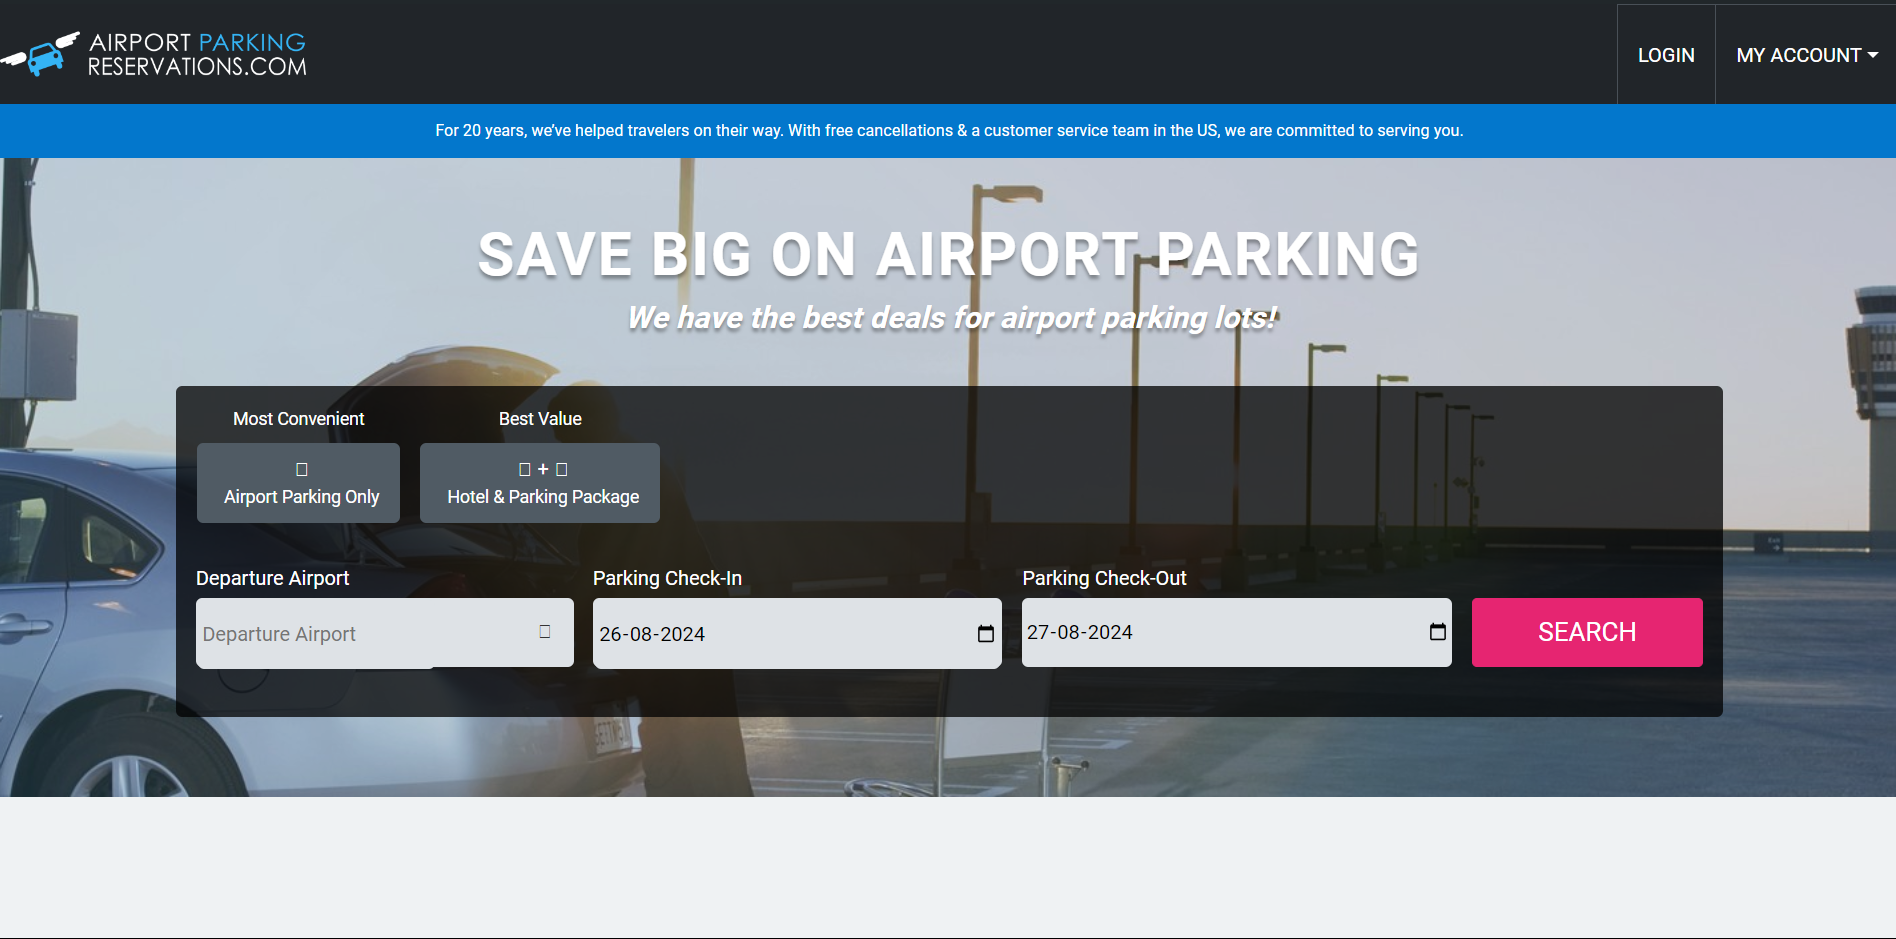 AIRPORT PARKING
RESERVATIONS.COM
LOGIN
MY ACCOUNT
For 20 years, we've helped travelers on their way. With free cancellations & a customer service team in the US, we are committed to serving you.
SAVE BIG ON AIRPORT PARKING
We have the best deals for airport parking lots!
Most Convenient
Best Value
Airport Parking Only
+
Hotel & Parking Package
Departure Airport
Parking Check-In
Parking Check-Out
Departure Airport
26-08-2024
27-08-2024
SEARCH
Exit